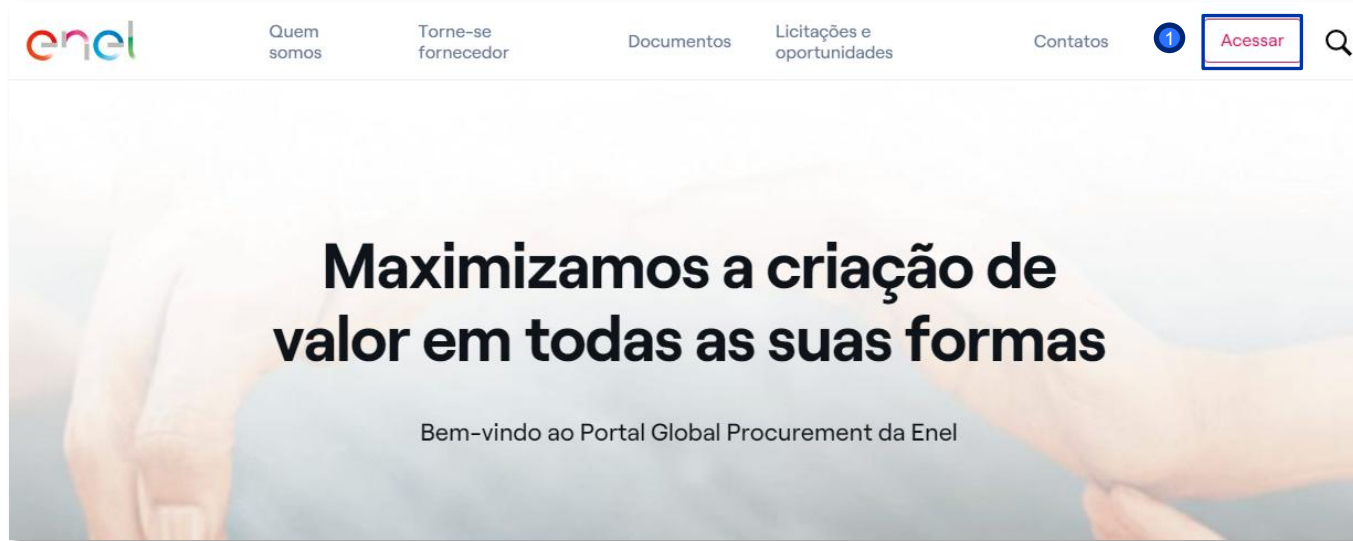 enel
Quem somos
Torne-se fornecedor
Documentos
Licitações e oportunidades
Contatos
1
Acessar
Maximizamos a criação de
valor em todas as suas formas
Bem-vindo ao Portal Global Procurement da Enel